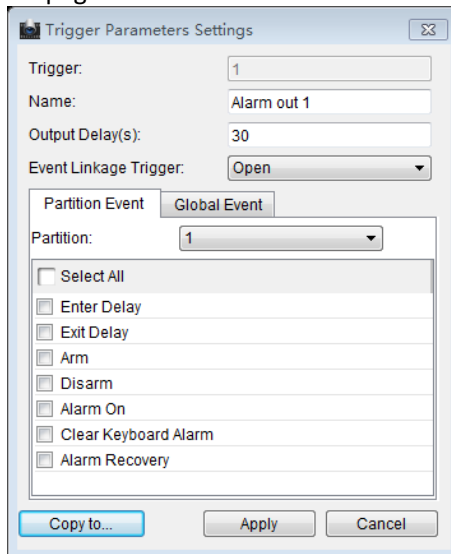 Trigger Parameters Settings
Trigger: 1
Name: Alarm out 1
Output Delay(s): 30
Event Linkage Trigger: Open
Partition Event Global Event
Partition: 1
Select All
Enter Delay
Exit Delay
Arm
Disarm
Alarm On
Clear Keyboard Alarm
Alarm Recovery
Copy to... Apply Cancel